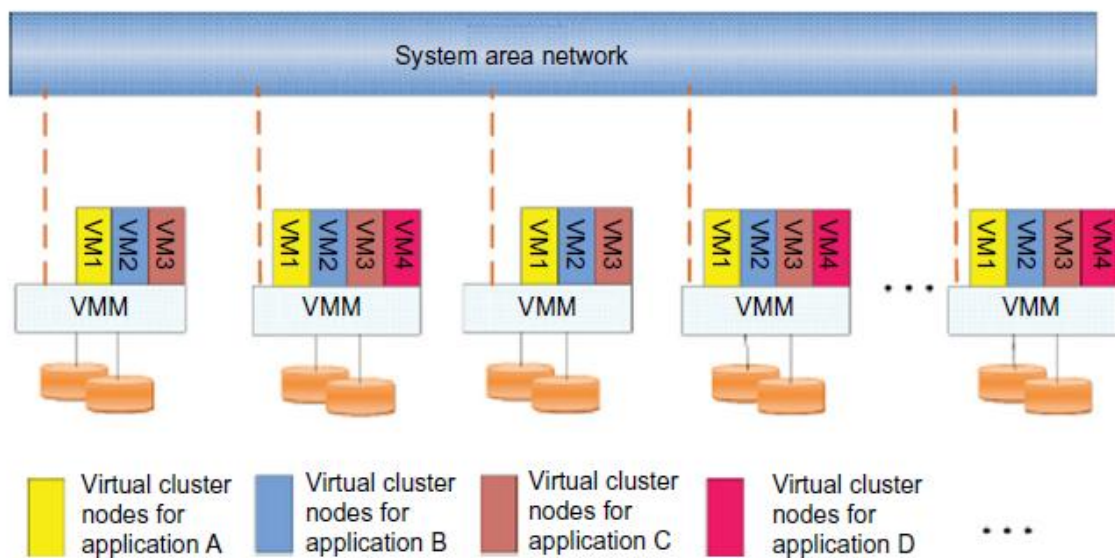 System area network
VM1 VM2 VM3
VM1 VM2 VM3 VM4
VM1 VM2 VM3
VM1 VM2 VM3 VM4
VM1 VM2 VM3 VM4
VMM
VMM
VMM
VMM
VMM
Virtual cluster
nodes for
application A
Virtual cluster
nodes for
application B
Virtual cluster
nodes for
application C
Virtual cluster
nodes for
application D